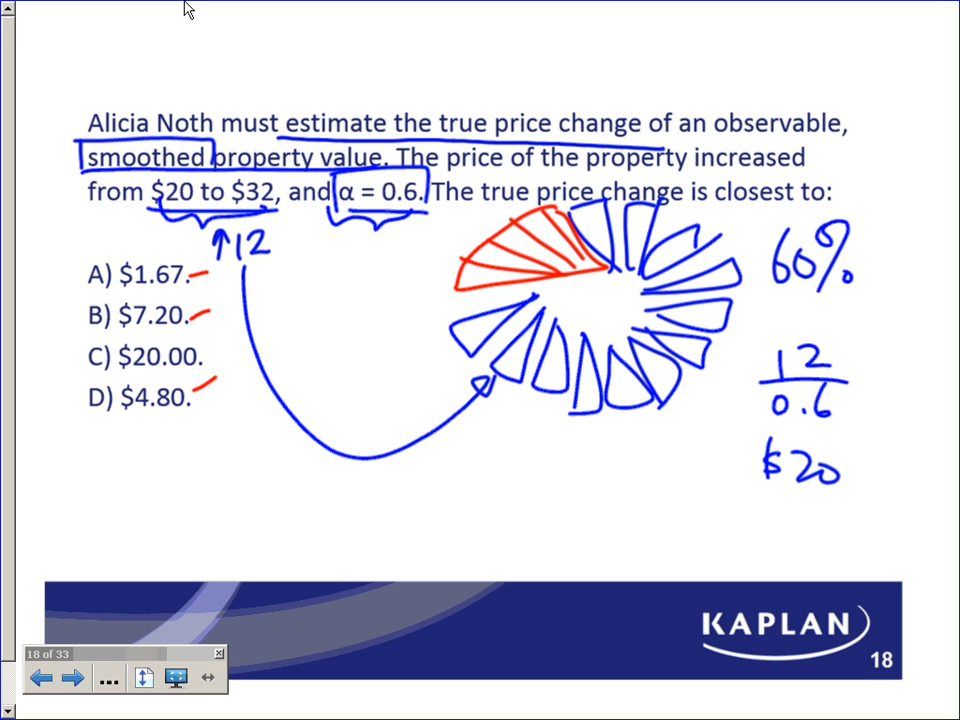 Alicia Noth must estimate the true price change of an observable,
smoothed property value. The price of the property increased
from $20 to $32, and α = 0.6. The true price change is closest to:
↑12
60%
A) $1.67.
B) $7.20.
C) $20.00.
D) $4.80.
12
0.6
$20
KAPLAN
18
18 of 33
...